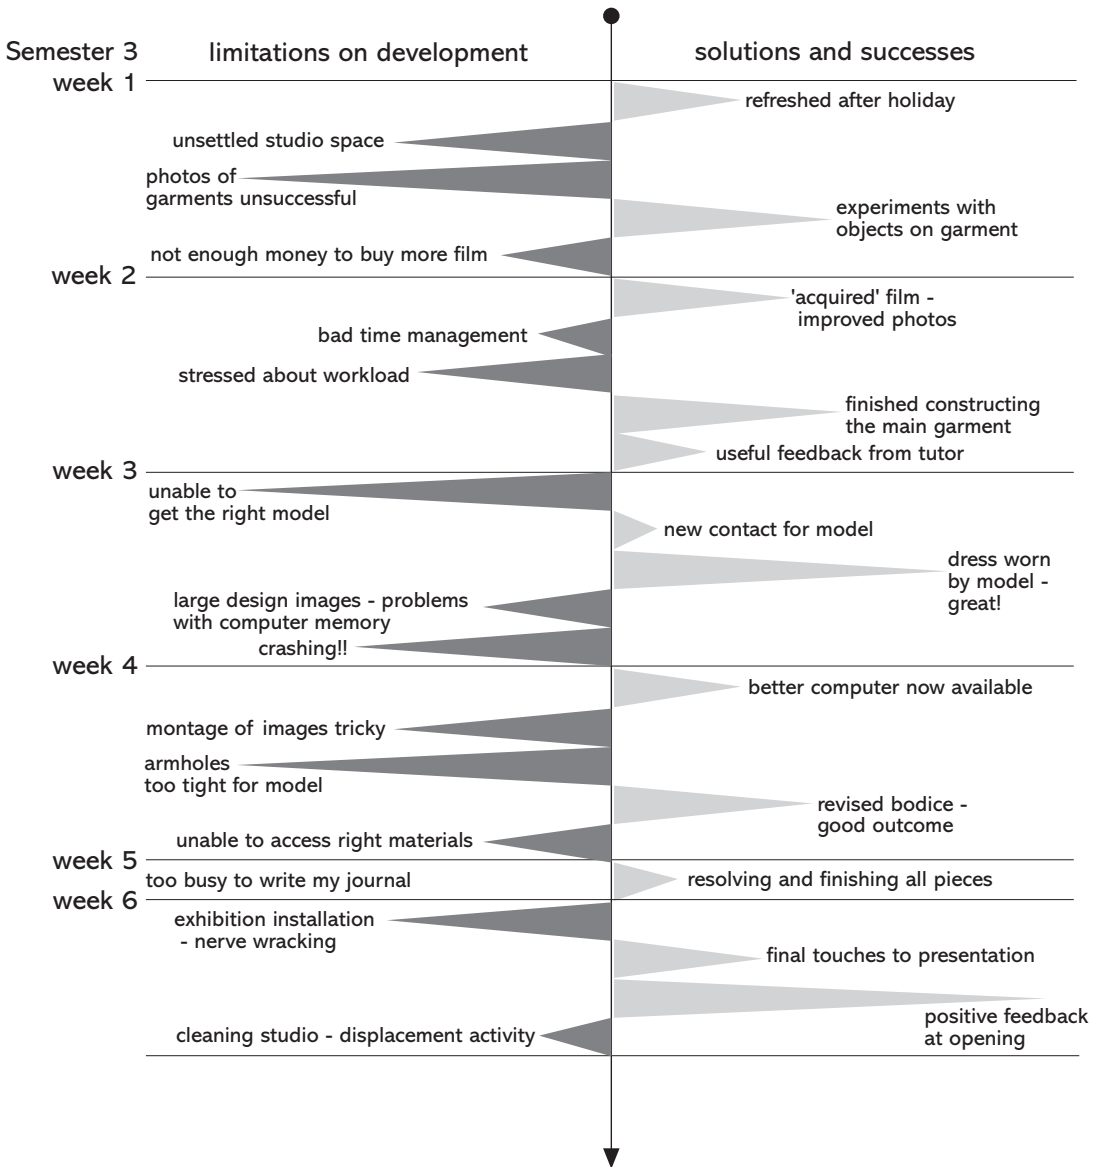 Semester 3
limitations on development
solutions and successes
week 1
refreshed after holiday
unsettled studio space
photos of
garments unsuccessful
experiments with
objects on garment
not enough money to buy more film
week 2
'acquired' film -
improved photos
bad time management
stressed about workload
finished constructing
the main garment
useful feedback from tutor
week 3
unable to
get the right model
new contact for model
dress worn
by model -
great!
large design images - problems
with computer memory
crashing!!
week 4
better computer now available
montage of images tricky
armholes
too tight for model
revised bodice -
good outcome
unable to access right materials
week 5
too busy to write my journal
resolving and finishing all pieces
week 6
exhibition installation
- nerve wracking
final touches to presentation
positive feedback
at opening
cleaning studio - displacement activity